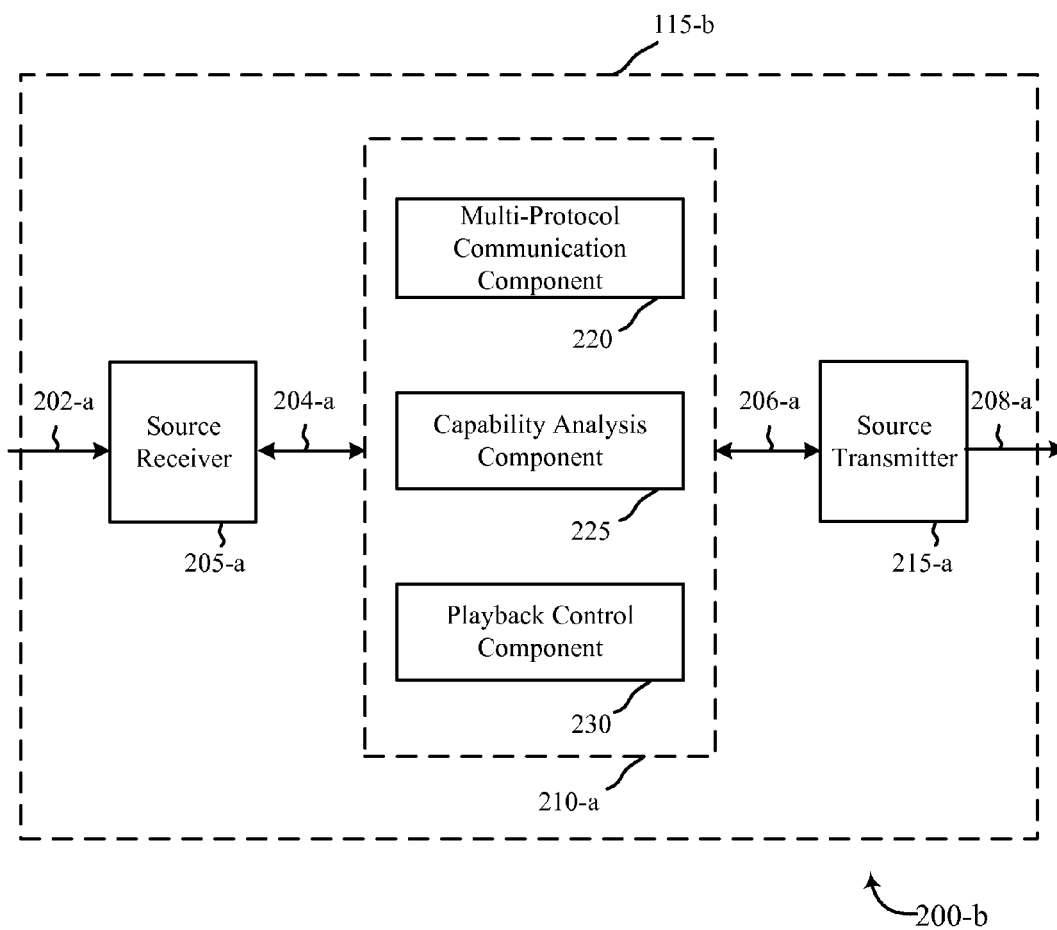 115-b
Multi-Protocol
Communication
Component
220
202-a
Source
Receiver
204-a
205-a
Capability Analysis
Component
225
206-a
Source
Transmitter
208-a
215-a
Playback Control
Component
230
210-a
200-b